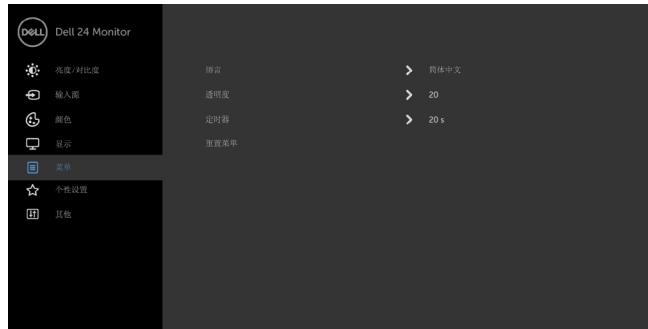 DELL
Dell 24 Monitor
亮度/对比度
输入源
颜色
显示
菜单
个性设置
其他
语言
简体中文
透明度
20
定时器
20 s
重置菜单